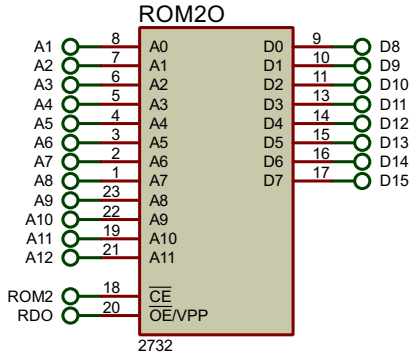 ROM2O
A1 8 A0 D0 9 D8
A2 7 A1 D1 10 D9
A3 6 A2 D2 11 D10
A4 5 A3 D3 13 D11
A5 4 A4 D4 14 D12
A6 3 A5 D5 15 D13
A7 2 A6 D6 16 D14
A8 1 A7 D7 17 D15
A9 23 A8
A10 22 A9
A11 19 A10
A12 21 A11
ROM2 18 CE
RDO 20 OE/VPP
2732